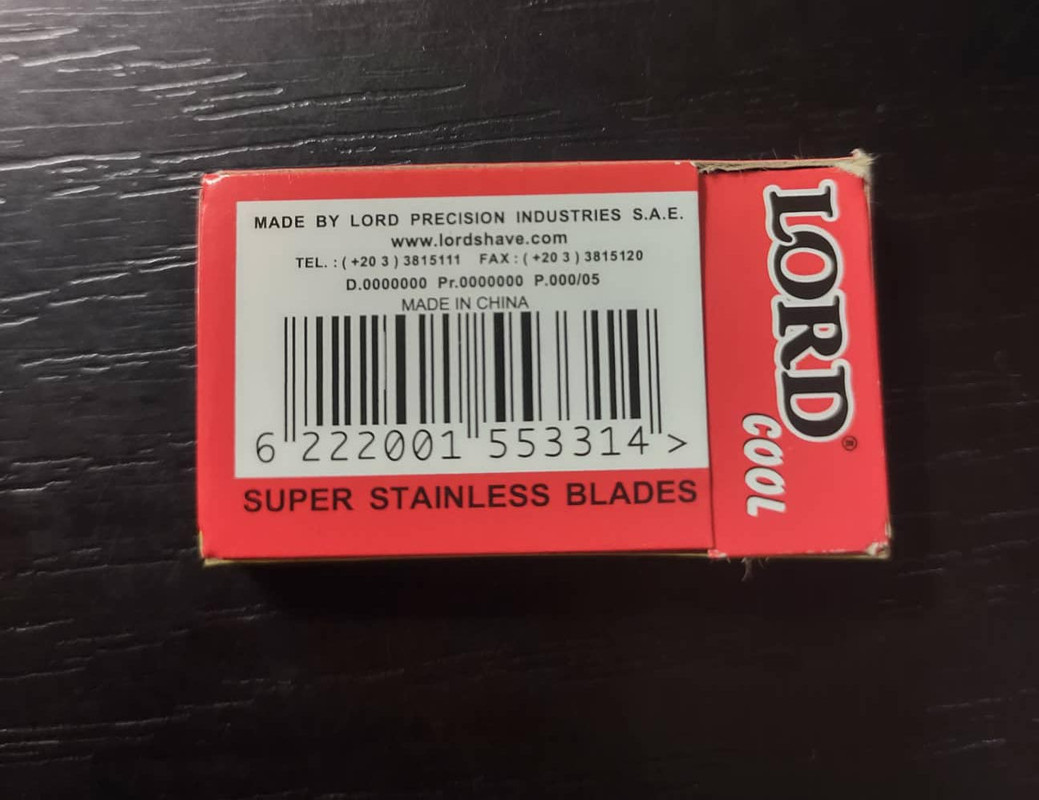 MADE BY LORD PRECISION INDUSTRIES S.A.E.
www.lordshave.com
TEL. : ( +20 3 ) 3815111 FAX : ( +20 3 ) 3815120
D.0000000 Pr.0000000 P.000/05
MADE IN CHINA
6 222001 553314 >
SUPER STAINLESS BLADES
LORD®
COOL